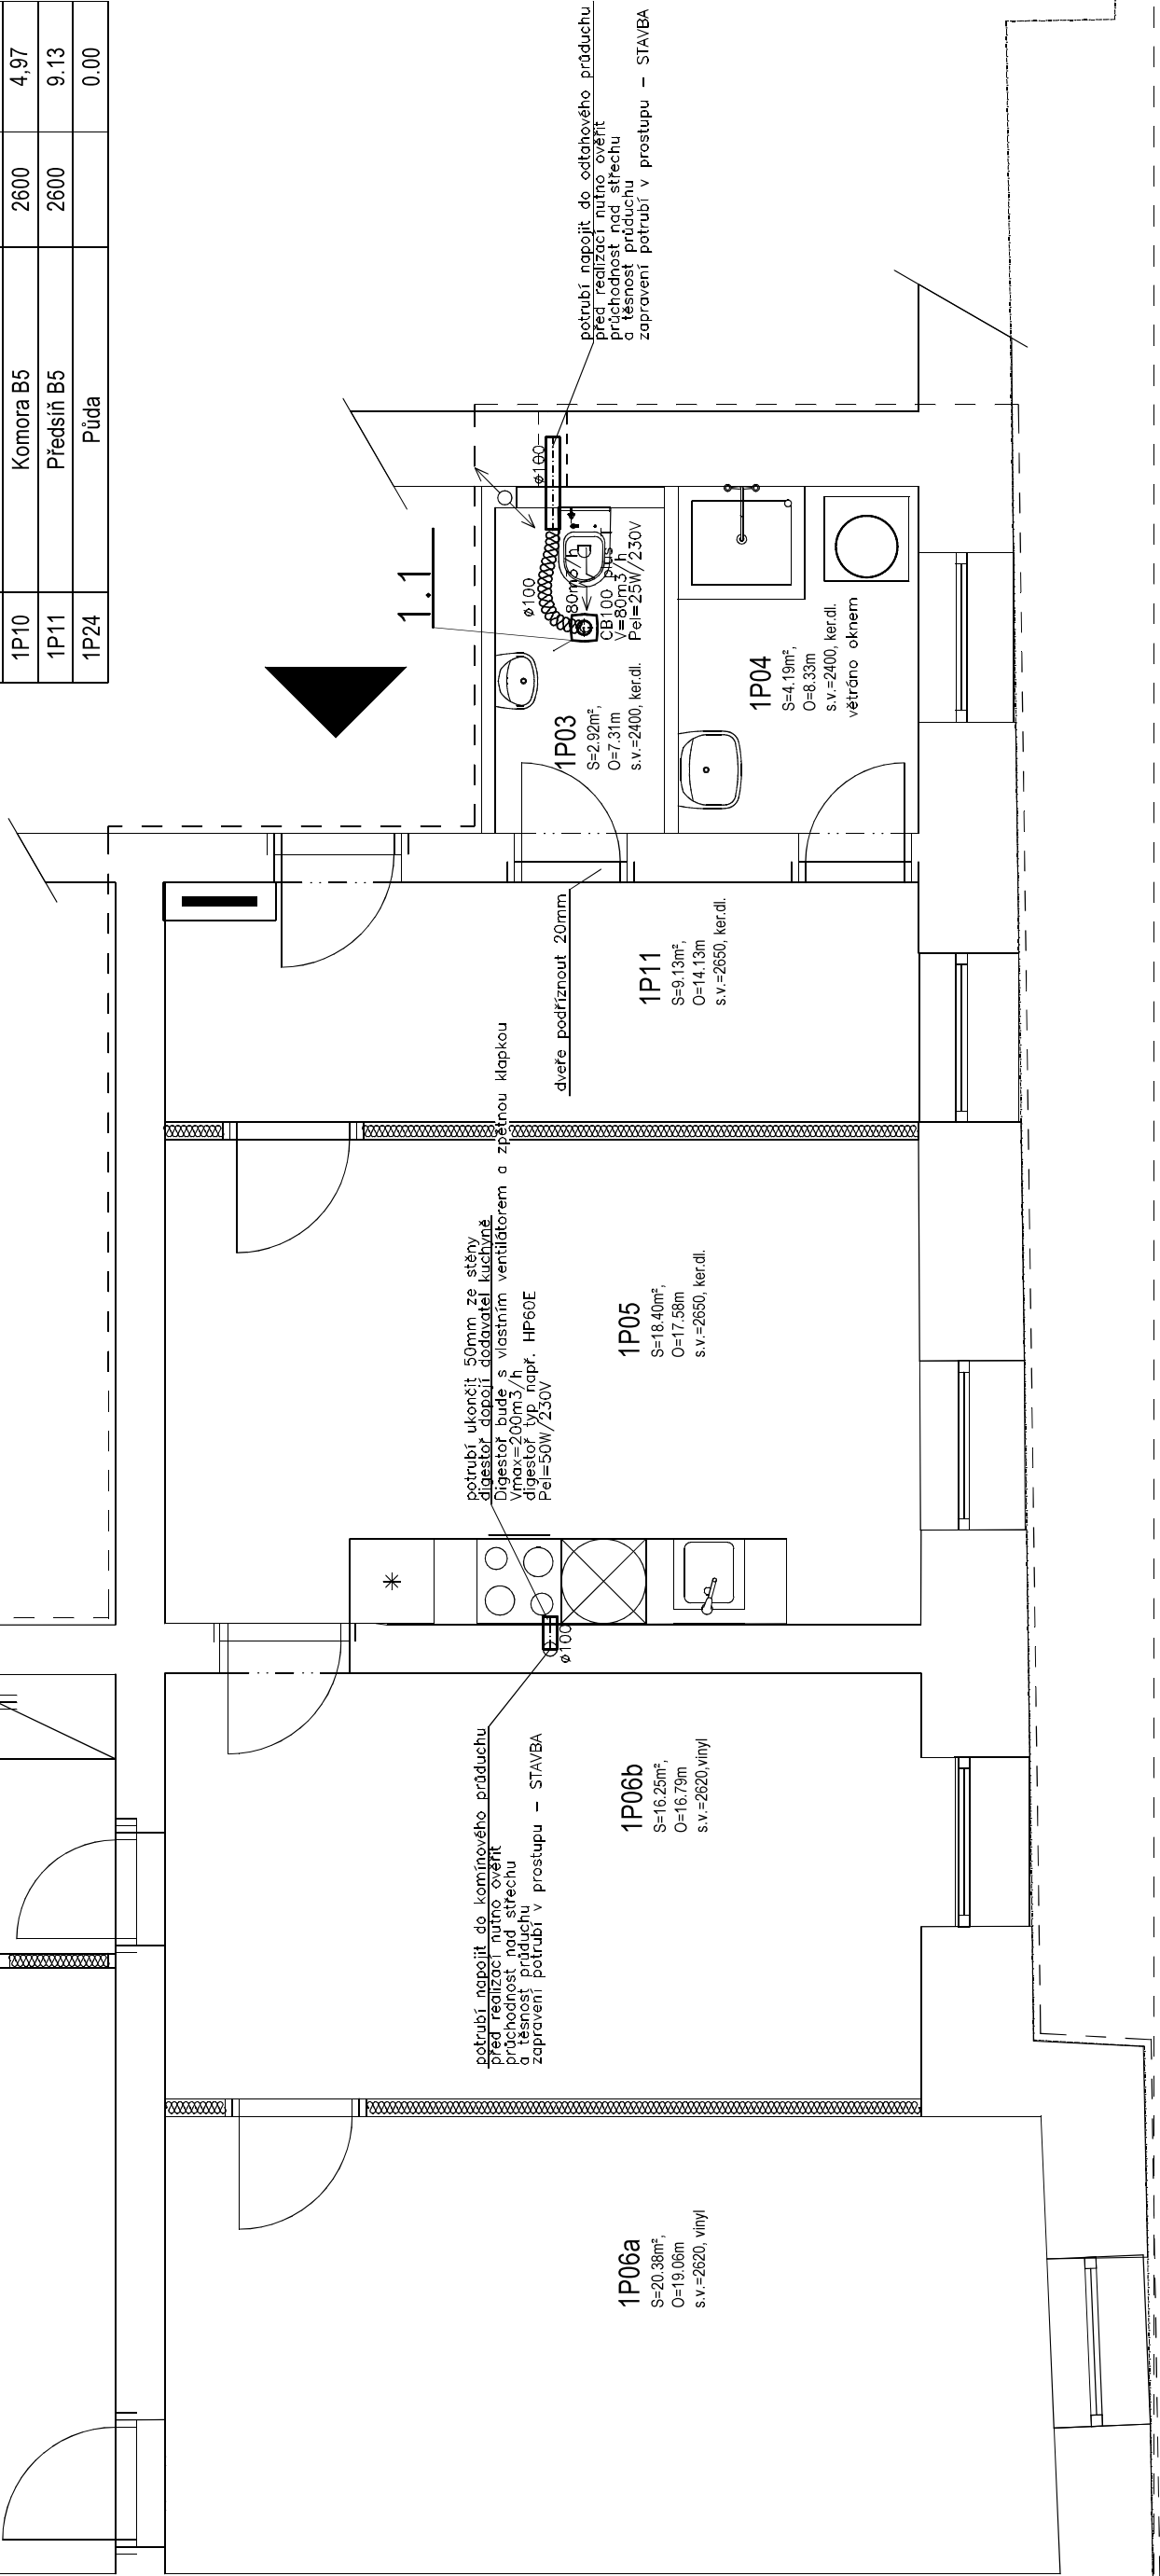 1P10 Komora B5 2600 4,97
1P11 Předsíň B5 2600 9.13
1P24 Půda 0.00
potrubí napojit do odtahového průduchu
před realizací nutno ověřit
průchodnost nad střechu
a těsnost průduchu
zapravení potrubí v prostupu – STAVBA
1.1
ø100
ø100
80m3/h
CB100 plus T
V=80m3/h
Pel=25W/230V
1P03
S=2.92m²,
O=7.31m
s.v.=2400, ker.dl.
1P04
S=4.19m²,
O=8.33m
s.v.=2400, ker.dl.
větráno oknem
dveře podříznout 20mm
1P11
S=9.13m²,
O=14.13m
s.v.=2650, ker.dl.
potrubí ukončit 50mm ze stěny
digestoř dopojí dodavatel kuchyně
Digestoř bude s vlastním ventilátorem a zpětnou klapkou
Vmax=200m3/h
digestoř typ např. HP60E
Pel=50W/230V
1P05
S=18.40m²,
O=17.58m
s.v.=2650, ker.dl.
ø100
potrubí napojit do komínového průduchu
před realizací nutno ověřit
průchodnost nad střechu
a těsnost průduchu
zapravení potrubí v prostupu – STAVBA
1P06b
S=16.25m²,
O=16.79m
s.v.=2620,vinyl
1P06a
S=20.38m²,
O=19.06m
s.v.=2620, vinyl